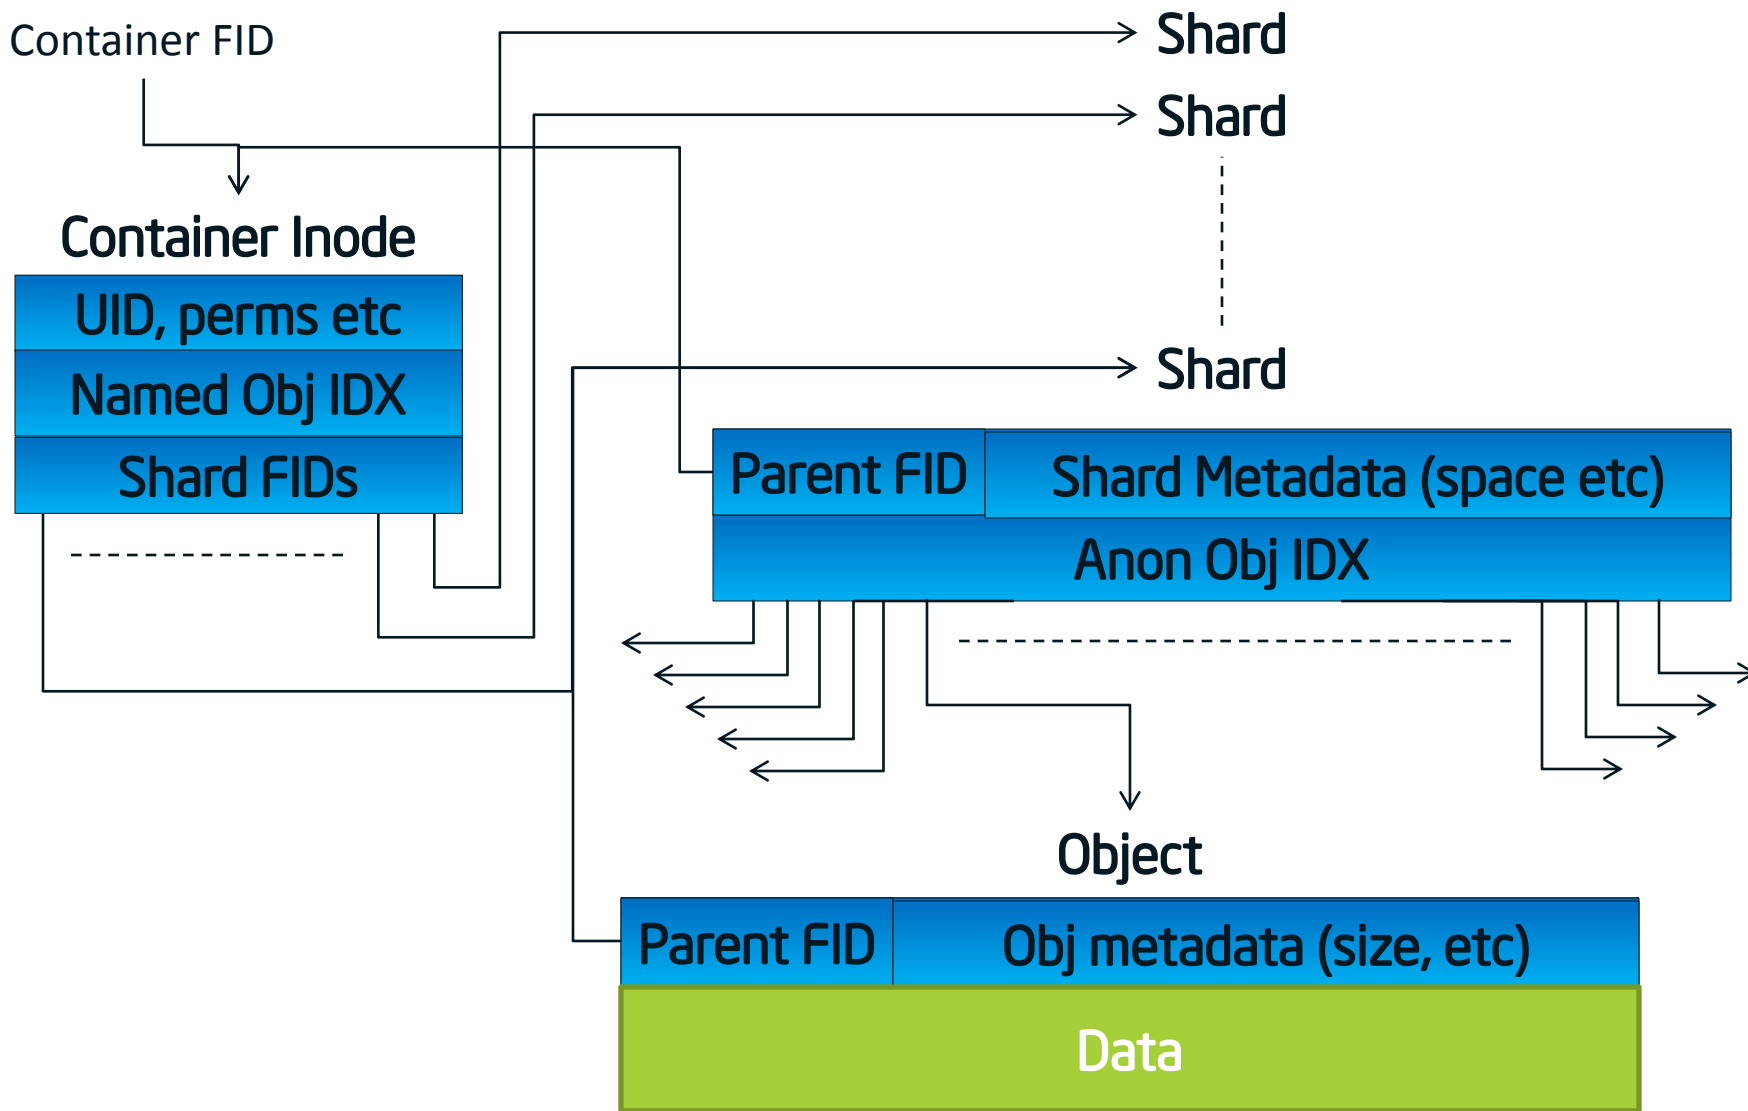 Container FID
Shard
Shard
Container Inode
UID, perms etc
Named Obj IDX
Shard FIDs
Shard
Parent FID
Shard Metadata (space etc)
Anon Obj IDX
Object
Parent FID
Obj metadata (size, etc)
Data